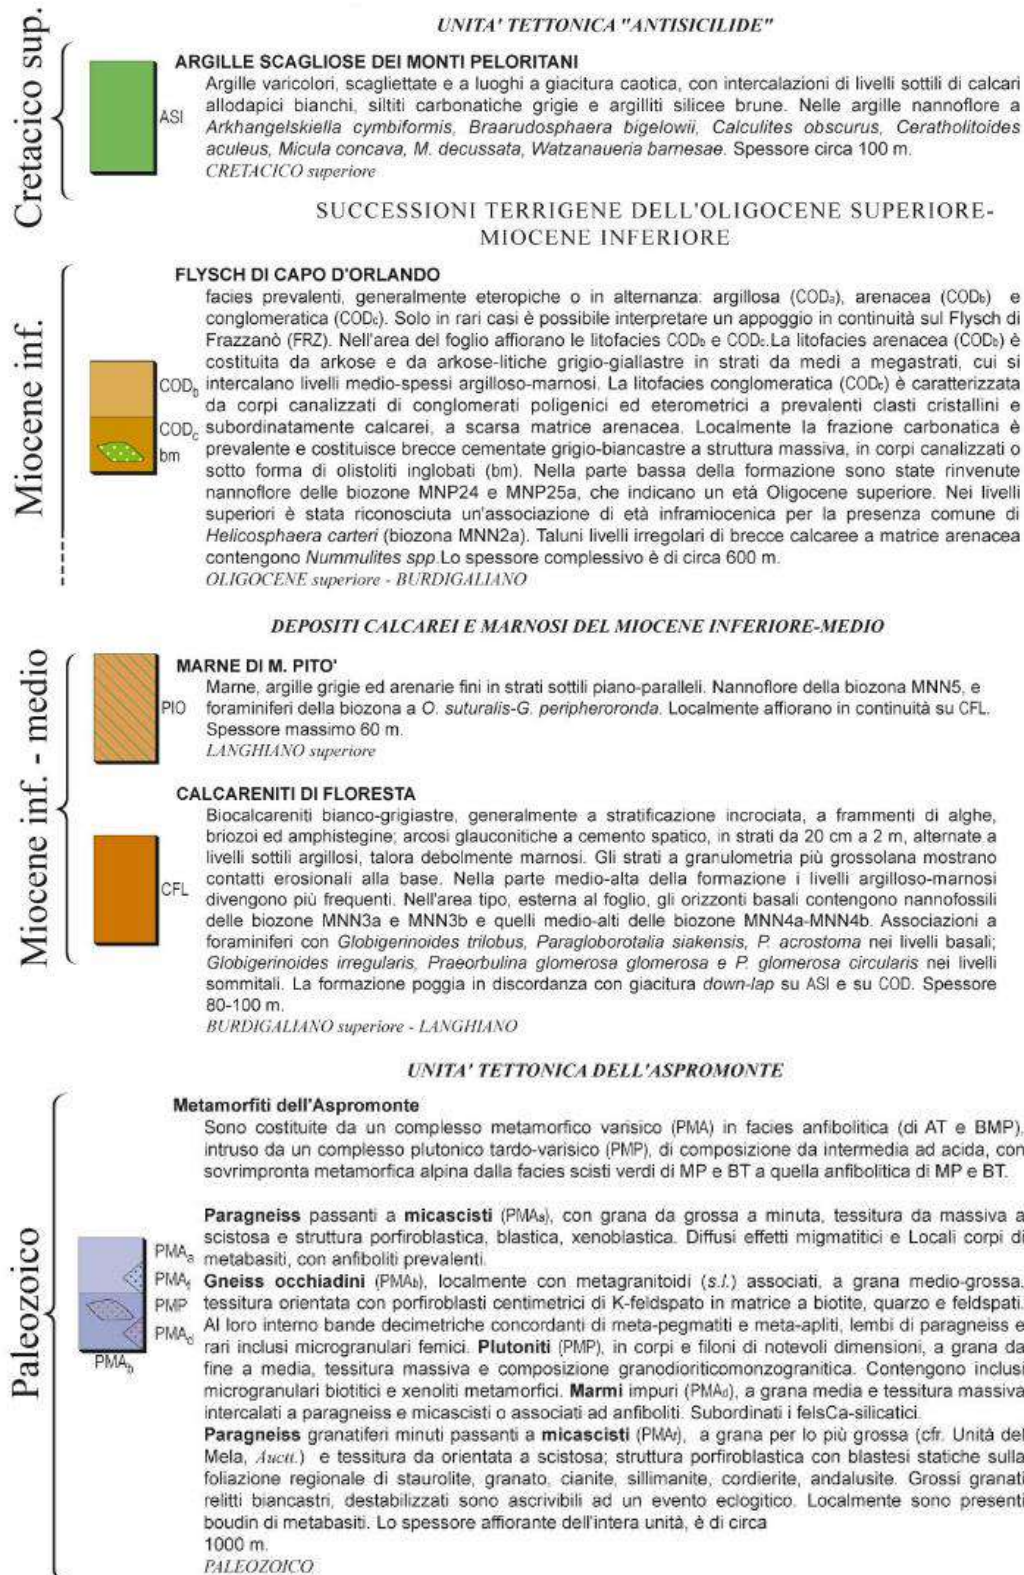 Cretacico sup.
UNITA' TETTONICA "ANTISICILIDE"
ARGILLE SCAGLIOSE DEI MONTI PELORITANI
ASI
Argille varicolori, scagliettate e a luoghi a giacitura caotica, con intercalazioni di livelli sottili di calcari
allodapici bianchi, siltiti carbonatiche grigie e argilliti silicee brune. Nelle argille nannoflore a
Arkhangelskiella cymbiformis, Braarudosphaera bigelowii, Calculites obscurus, Ceratholitoides
aculeus, Micula concava, M. decussata, Watzanaueria barnesae. Spessore circa 100 m.
CRETACICO superiore
SUCCESSIONI TERRIGENE DELL'OLIGOCENE SUPERIORE-
MIOCENE INFERIORE
Miocene inf.
FLYSCH DI CAPO D'ORLANDO
facies prevalenti, generalmente eteropiche o in alternanza: argillosa (CODa), arenacea (CODb) e
conglomeratica (CODc). Solo in rari casi è possibile interpretare un appoggio in continuità sul Flysch di
Frazzanò (FRZ). Nell'area del foglio affiorano le litofacies CODb e CODc.La litofacies arenacea (CODb) è
costituita da arkose e da arkose-litiche grigio-giallastre in strati da medi a megastrati, cui si
CODb
intercalano livelli medio-spessi argilloso-marnosi. La litofacies conglomeratica (CODc) è caratterizzata
da corpi canalizzati di conglomerati poligenici ed eterometrici a prevalenti clasti cristallini e
CODc
subordinatamente calcarei, a scarsa matrice arenacea. Localmente la frazione carbonatica è
bm
prevalente e costituisce brecce cementate grigio-biancastre a struttura massiva, in corpi canalizzati o
sotto forma di olistoliti inglobati (bm). Nella parte bassa della formazione sono state rinvenute
nannoflore delle biozone MNP24 e MNP25a, che indicano un età Oligocene superiore. Nei livelli
superiori è stata riconosciuta un'associazione di età inframiocenica per la presenza comune di
Helicosphaera carteri (biozona MNN2a). Taluni livelli irregolari di brecce calcaree a matrice arenacea
contengono Nummulites spp.Lo spessore complessivo è di circa 600 m.
OLIGOCENE superiore - BURDIGALIANO
DEPOSITI CALCAREI E MARNOSI DEL MIOCENE INFERIORE-MEDIO
Miocene inf. - medio
MARNE DI M. PITO'
Marne, argille grigie ed arenarie fini in strati sottili piano-paralleli. Nannoflore della biozona MNN5, e
PIO
foraminiferi della biozona a O. suturalis-G. peripheroronda. Localmente affiorano in continuità su CFL.
Spessore massimo 60 m.
LANGHIANO superiore
CALCARENITI DI FLORESTA
Biocalcareniti bianco-grigiastre, generalmente a stratificazione incrociata, a frammenti di alghe,
briozoi ed amphistegine; arcosi glauconitiche a cemento spatico, in strati da 20 cm a 2 m, alternate a
livelli sottili argillosi, talora debolmente marnosi. Gli strati a granulometria più grossolana mostrano
CFL
contatti erosionali alla base. Nella parte medio-alta della formazione i livelli argilloso-marnosi
divengono più frequenti. Nell'area tipo, esterna al foglio, gli orizzonti basali contengono nannofossili
delle biozone MNN3a e MNN3b e quelli medio-alti delle biozone MNN4a-MNN4b. Associazioni a
foraminiferi con Globigerinoides trilobus, Paragloborotalia siakensis, P. acrostoma nei livelli basali;
Globigerinoides irregularis, Praeorbulina glomerosa glomerosa e P. glomerosa circularis nei livelli
sommitali. La formazione poggia in discordanza con giacitura down-lap su ASI e su COD. Spessore
80-100 m.
BURDIGALIANO superiore - LANGHIANO
UNITA' TETTONICA DELL'ASPROMONTE
Paleozoico
Metamorfiti dell'Aspromonte
Sono costituite da un complesso metamorfico varisico (PMA) in facies anfibolitica (di AT e BMP),
intruso da un complesso plutonico tardo-varisico (PMP), di composizione da intermedia ad acida, con
sovrimpronta metamorfica alpina dalla facies scisti verdi di MP e BT a quella anfibolitica di MP e BT.
Paragneiss passanti a micascisti (PMAa), con grana da grossa a minuta, tessitura da massiva a
scistosa e struttura porfiroblastica, blastica, xenoblastica. Diffusi effetti migmatitici e Locali corpi di
PMAa
metabasiti, con anfiboliti prevalenti.
PMAf
Gneiss occhiadini (PMAb), localmente con metagranitoidi (s.l.) associati, a grana medio-grossa.
PMP
tessitura orientata con porfiroblasti centimetrici di K-feldspato in matrice a biotite, quarzo e feldspati.
Al loro interno bande decimetriche concordanti di meta-pegmatiti e meta-apliti, lembi di paragneiss e
PMAd
rari inclusi microgranulari femici. Plutoniti (PMP), in corpi e filoni di notevoli dimensioni, a grana da
PMAb
fine a media, tessitura massiva e composizione granodioriticomonzogranitica. Contengono inclusi
microgranulari biotitici e xenoliti metamorfici. Marmi impuri (PMAd), a grana media e tessitura massiva
intercalati a paragneiss e micascisti o associati ad anfiboliti. Subordinati i felsCa-silicatici.
Paragneiss granatiferi minuti passanti a micascisti (PMAf), a grana per lo più grossa (cfr. Unità del
Mela, Auctt.) e tessitura da orientata a scistosa; struttura porfiroblastica con blastesi statiche sulla
foliazione regionale di staurolite, granato, cianite, sillimanite, cordierite, andalusite. Grossi granati
relitti biancastri, destabilizzati sono ascrivibili ad un evento eclogitico. Localmente sono presenti
boudin di metabasiti. Lo spessore affiorante dell'intera unità, è di circa
1000 m.
PALEOZOICO